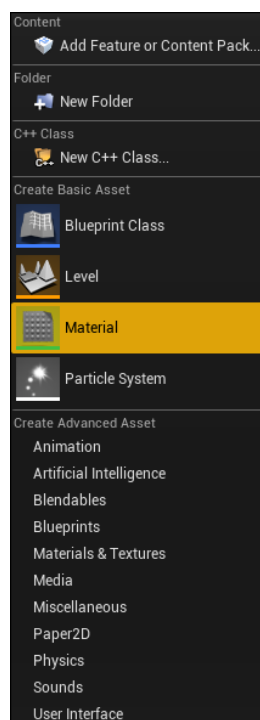 Content
Add Feature or Content Pack...
Folder
New Folder
C++ Class
New C++ Class...
Create Basic Asset
Blueprint Class
Level
Material
Particle System
Create Advanced Asset
Animation
Artificial Intelligence
Blendables
Blueprints
Materials & Textures
Media
Miscellaneous
Paper2D
Physics
Sounds
User Interface